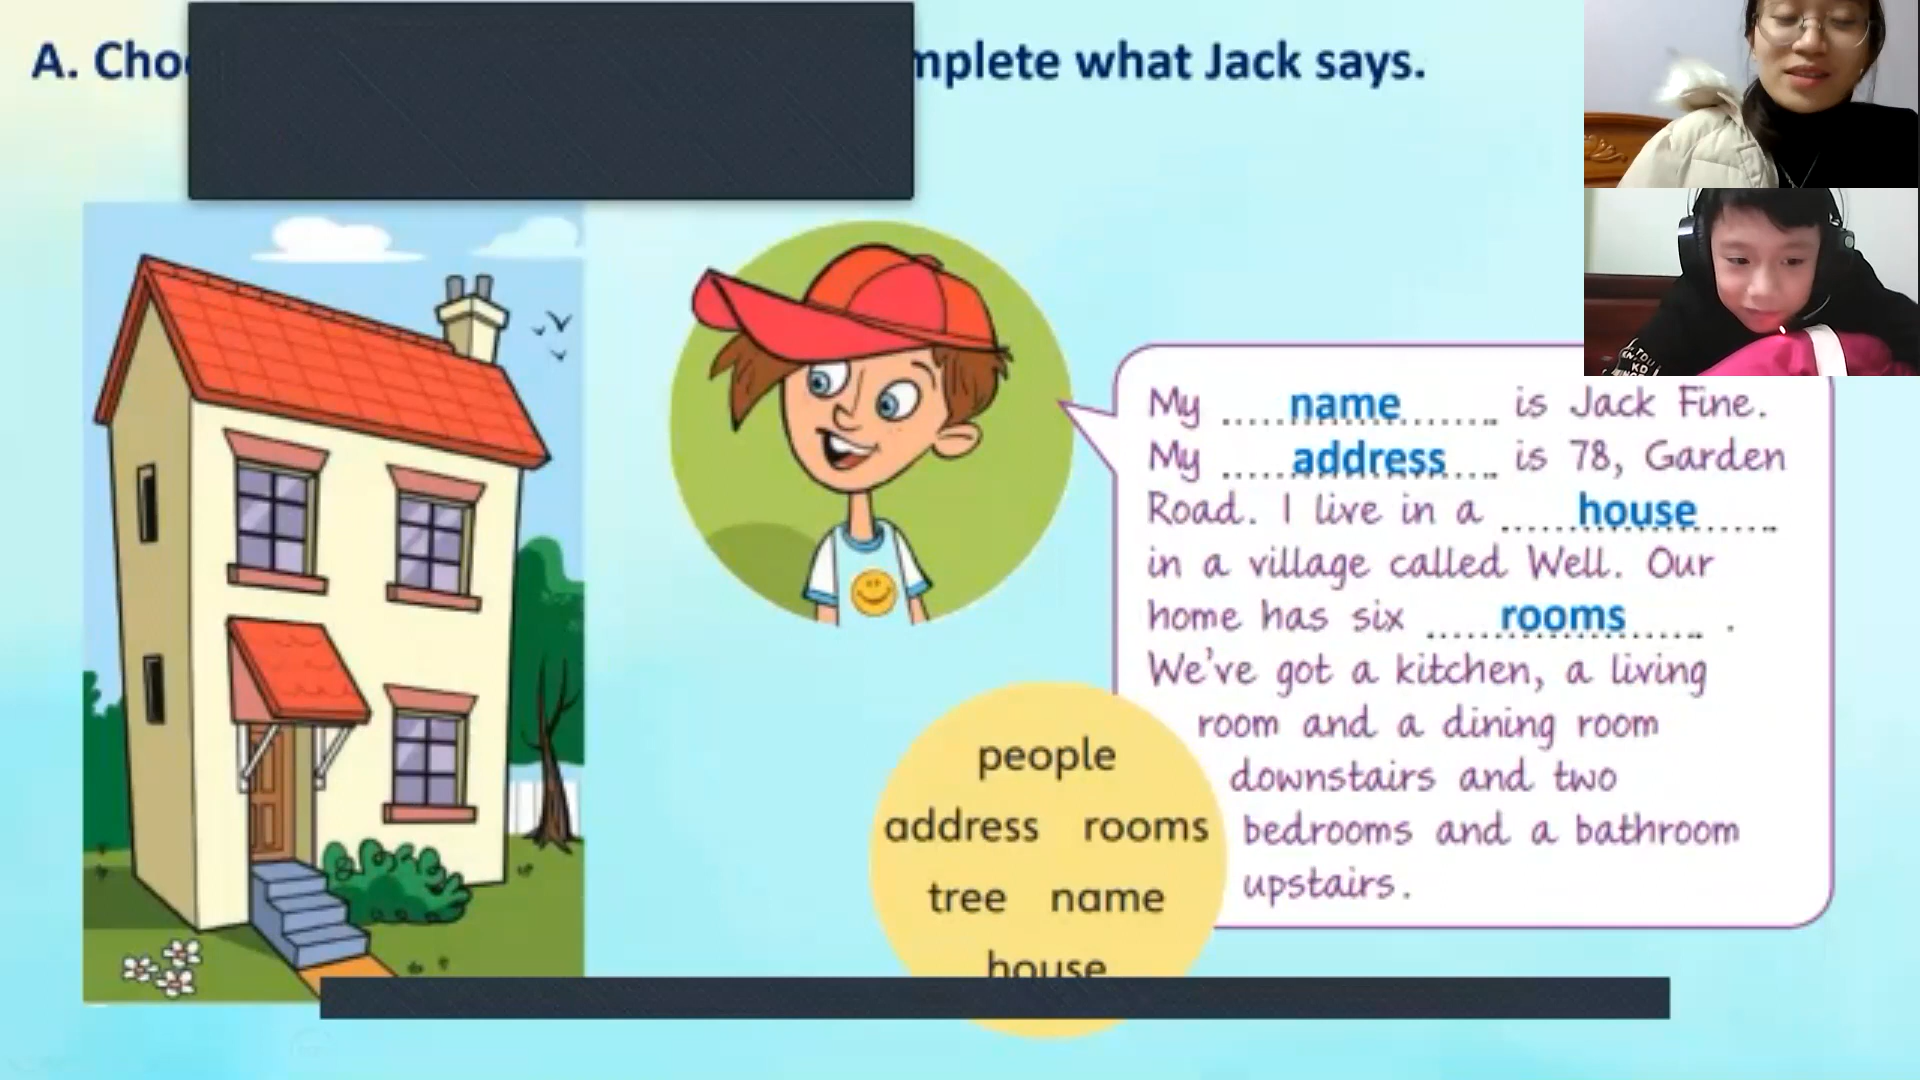 A. Cho mplete what Jack says.
My name is Jack Fine.
My address is 78, Garden
Road. I live in a house
in a village called Well. Our
home has six rooms .
We've got a kitchen, a living
room and a dining room
downstairs and two
bedrooms and a bathroom
upstairs.
people
address rooms
tree name
house